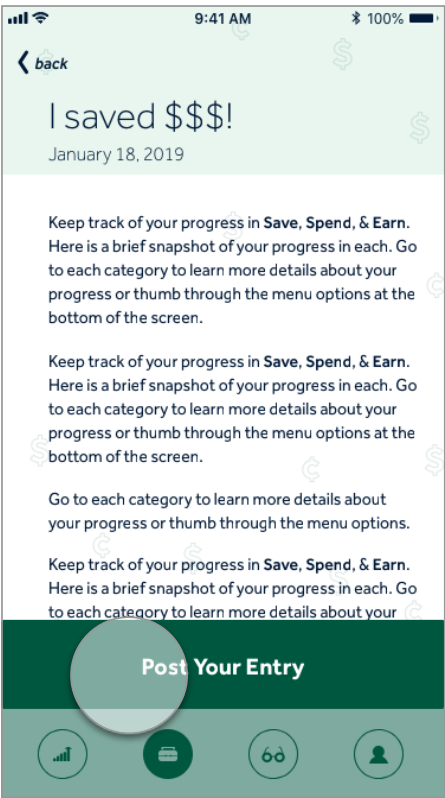 9:41 AM
100%
back
I saved $$$!
January 18, 2019
Keep track of your progress in Save, Spend, & Earn.
Here is a brief snapshot of your progress in each. Go
to each category to learn more details about your
progress or thumb through the menu options at the
bottom of the screen.
Keep track of your progress in Save, Spend, & Earn.
Here is a brief snapshot of your progress in each. Go
to each category to learn more details about your
progress or thumb through the menu options at the
bottom of the screen.
Go to each category to learn more details about
your progress or thumb through the menu options.
Keep track of your progress in Save, Spend, & Earn.
Here is a brief snapshot of your progress in each. Go
to each category to learn more details about your
Post Your Entry